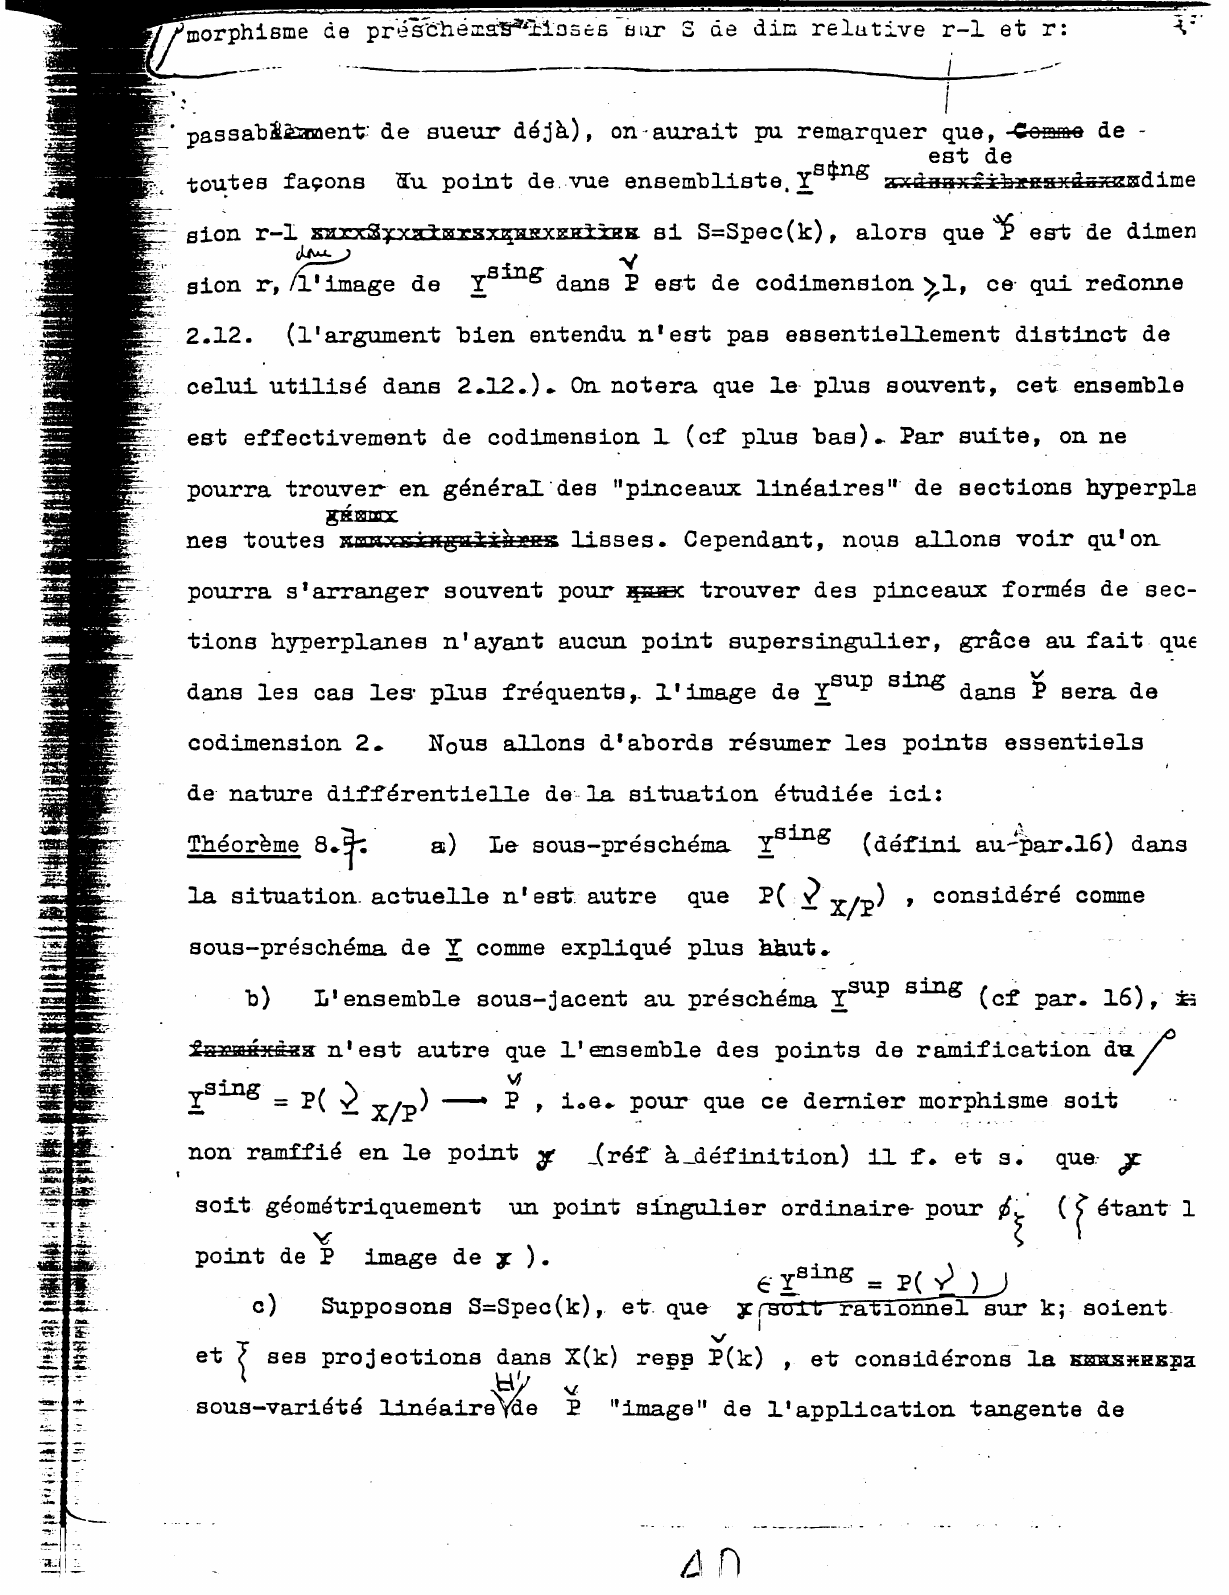 morphisme de préschémas lisses sur S de dim relative r-1 et r:
passablement de sueur déjà), on aurait pu remarquer que, Comme de
est de
toutes façons du point de vue ensembliste, Y^sing dime
sion r-1 si S=Spec(k), alors que P̌ est de dimen
donc
sion r, l'image de Y^sing dans P̌ est de codimension ⩾1, ce qui redonne
2.12. (l'argument bien entendu n'est pas essentiellement distinct de
celui utilisé dans 2.12.). On notera que le plus souvent, cet ensemble
est effectivement de codimension 1 (cf plus bas). Par suite, on ne
pourra trouver en général des "pinceaux linéaires" de sections hyperpla
nes toutes lisses. Cependant, nous allons voir qu'on
pourra s'arranger souvent pour trouver des pinceaux formés de sec-
tions hyperplanes n'ayant aucun point supersingulier, grâce au fait que
dans les cas les plus fréquents, l'image de Y^sup sing dans P̌ sera de
codimension 2. Nous allons d'abords résumer les points essentiels
de nature différentielle de la situation étudiée ici:
Théorème 8.7. a) Le sous-préschéma Y^sing (défini au par.16) dans
la situation actuelle n'est autre que P( ν̌ X/P) , considéré comme
sous-préschéma de Y comme expliqué plus haut.
b) L'ensemble sous-jacent au préschéma Y^sup sing (cf par. 16),
n'est autre que l'ensemble des points de ramification de
Y^sing = P( ν̌ X/P) → P̌ , i.e. pour que ce dernier morphisme soit
non ramffié en le point y (réf à définition) il f. et s. que y
soit géométriquement un point singulier ordinaire pour ϕ_ξ ( ξ étant l
point de P̌ image de y ).
∈ Y^sing = P( ν̌ )
c) Supposons S=Spec(k), et que y soit rationnel sur k; soient
et ξ ses projections dans X(k) resp P̌(k) , et considérons la
H'
sous-variété linéaire de P̌ "image" de l'application tangente de